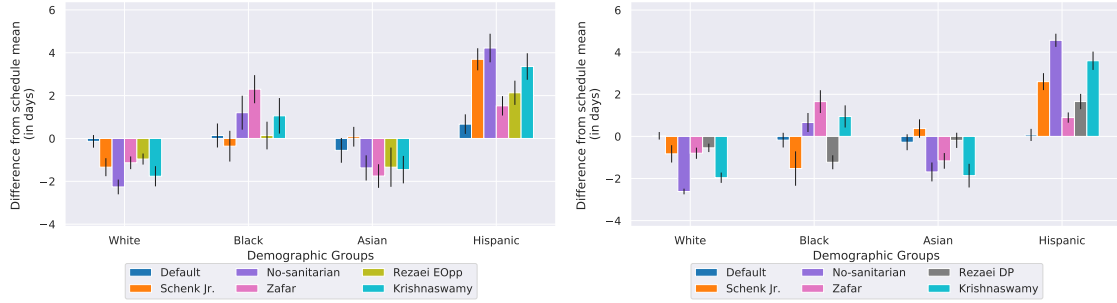 Difference from schedule mean
(in days)
6
4
2
0
−2
−4
White Black Asian Hispanic
Demographic Groups
Default No-sanitarian Rezaei EOpp
Schenk Jr. Zafar Krishnaswamy
Difference from schedule mean
(in days)
6
4
2
0
−2
−4
White Black Asian Hispanic
Demographic Groups
Default No-sanitarian Rezaei DP
Schenk Jr. Zafar Krishnaswamy